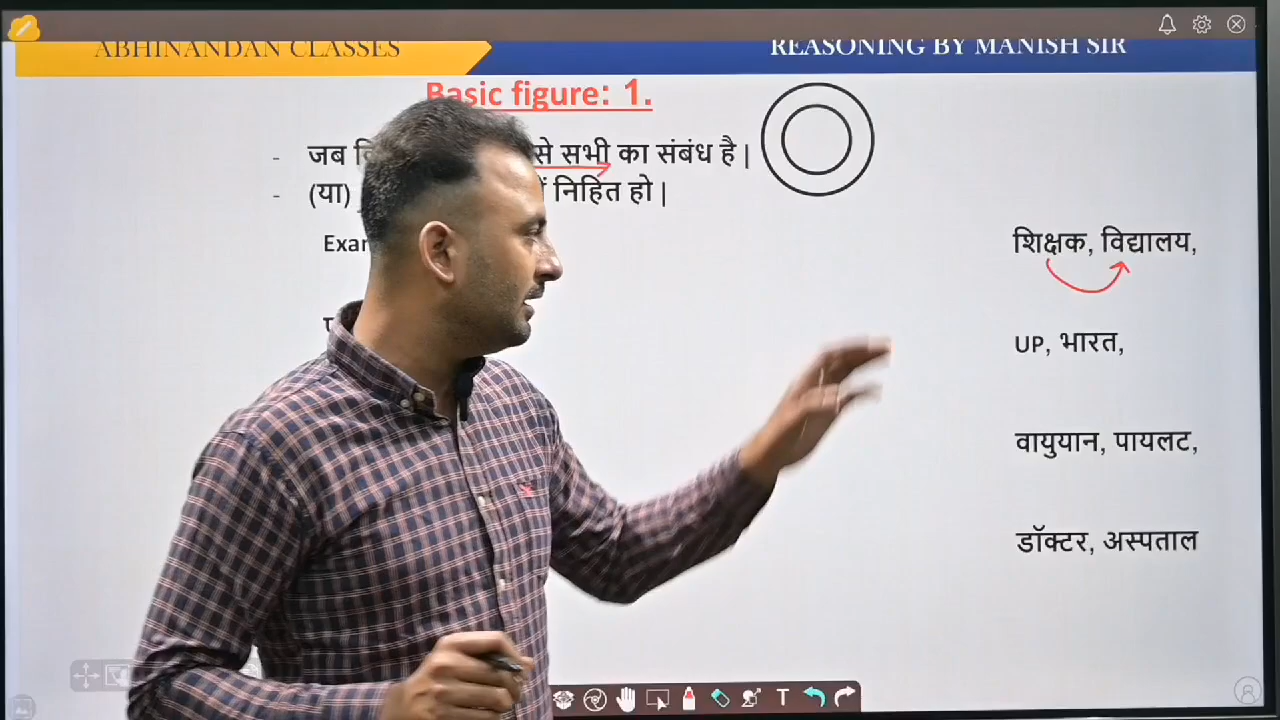 ABHINANDAN CLASSES
REASONING BY MANISH SIR
Basic figure: 1.
- जब से सभी का संबंध है |
- (या) निहित हो |
शिक्षक, विद्यालय,
UP, भारत,
वायुयान, पायलट,
डॉक्टर, अस्पताल
T